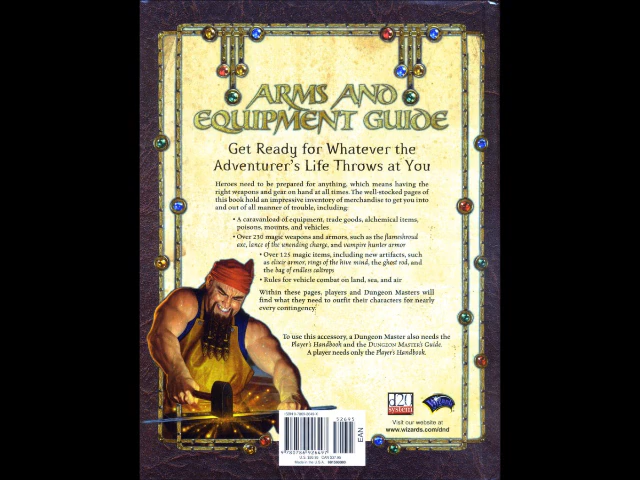 ARMS AND
EQUIPMENT GUIDE
Get Ready for Whatever the
Adventurer's Life Throws at You
Heroes need to be prepared for anything, which means having the
right weapons and gear on hand at all times. The well-stocked pages of
this book hold an impressive inventory of merchandise to get you into
and out of all manner of trouble, including:
• A caravanload of equipment, trade goods, alchemical items,
poisons, mounts, and vehicles
• Over 230 magic weapons and armors, such as the flameshroud
axe, lance of the unending charge, and vampire hunter armor
• Over 125 magic items, including new artifacts, such
as elixir armor, rings of the hive mind, the ghost rod, and
the bag of endless caltrops
• Rules for vehicle combat on land, sea, and air
Within these pages, players and Dungeon Masters will
find what they need to outfit their characters for nearly
every contingency.
To use this accessory, a Dungeon Master also needs the
Player's Handbook and the DUNGEON MASTER'S Guide.
A player needs only the Player's Handbook.
d20
system
Wizards
Visit our website at
www.wizards.com/dnd
52695
EAN
9780786926497
Made in the U.S.A.